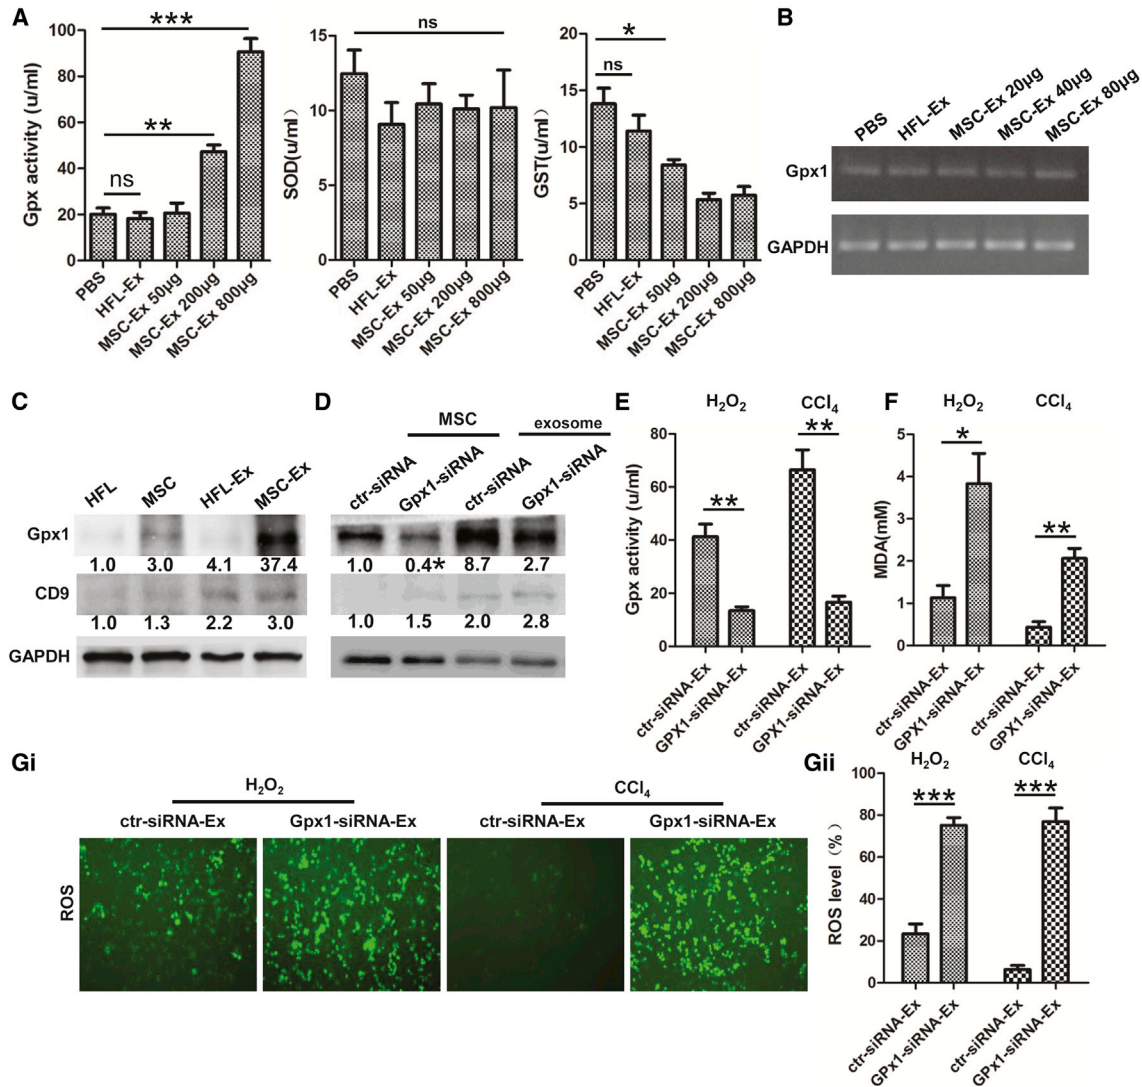 A
Gpx activity (u/ml)
100
80
60
40
20
0
***
**
ns
PBS
HFL-Ex
MSC-Ex 50μg
MSC-Ex 200μg
MSC-Ex 800μg
SOD(u/ml)
15
10
5
0
ns
PBS
HFL-Ex
MSC-Ex 50μg
MSC-Ex 200μg
MSC-Ex 800μg
GST(u/ml)
20
15
10
5
0
*
ns
PBS
HFL-Ex
MSC-Ex 50μg
MSC-Ex 200μg
MSC-Ex 800μg
B
PBS
HFL-Ex
MSC-Ex 20μg
MSC-Ex 40μg
MSC-Ex 80μg
Gpx1
GAPDH
C
HFL
MSC
HFL-Ex
MSC-Ex
Gpx1
1.0 3.0 4.1 37.4
CD9
1.0 1.3 2.2 3.0
GAPDH
D
MSC
exosome
ctr-siRNA
Gpx1-siRNA
ctr-siRNA
Gpx1-siRNA
1.0 0.4* 8.7 2.7
1.0 1.5 2.0 2.8
E
H2O2
CCl4
Gpx activity (u/ml)
80
60
40
20
0
**
**
ctr-siRNA-Ex
GPX1-siRNA-Ex
ctr-siRNA-Ex
GPX1-siRNA-Ex
F
H2O2
CCl4
MDA(mM)
5
4
3
2
1
0
*
**
ctr-siRNA-Ex
GPX1-siRNA-Ex
ctr-siRNA-Ex
GPX1-siRNA-Ex
Gi
H2O2
CCl4
ctr-siRNA-Ex
Gpx1-siRNA-Ex
ctr-siRNA-Ex
Gpx1-siRNA-Ex
ROS
Gii
H2O2
CCl4
ROS level (%)
100
80
60
40
20
0
***
***
ctr-siRNA-Ex
GPx1-siRNA-Ex
ctr-siRNA-Ex
GPx1-siRNA-Ex